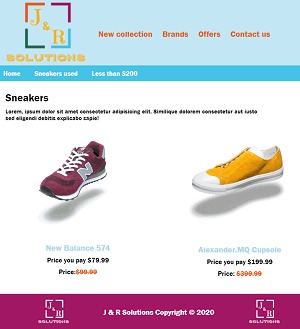 J & R
SOLUTIONS
New collection Brands Offers Contact us
Home Sneakers used Less than $200
Sneakers
Lorem, ipsum dolor sit amet consectetur adipisicing elit. Similique dolorem consectetur aut iusto
sed eligendi debitis explicabo sapie!
N
New Balance 574
Price you pay $79.99
Price:$99.99
Alexander.MQ Cupsole
Price you pay $199.99
Price: $399.99
J & R
SOLUTIONS
J & R Solutions Copyright © 2020
J & R
SOLUTIONS